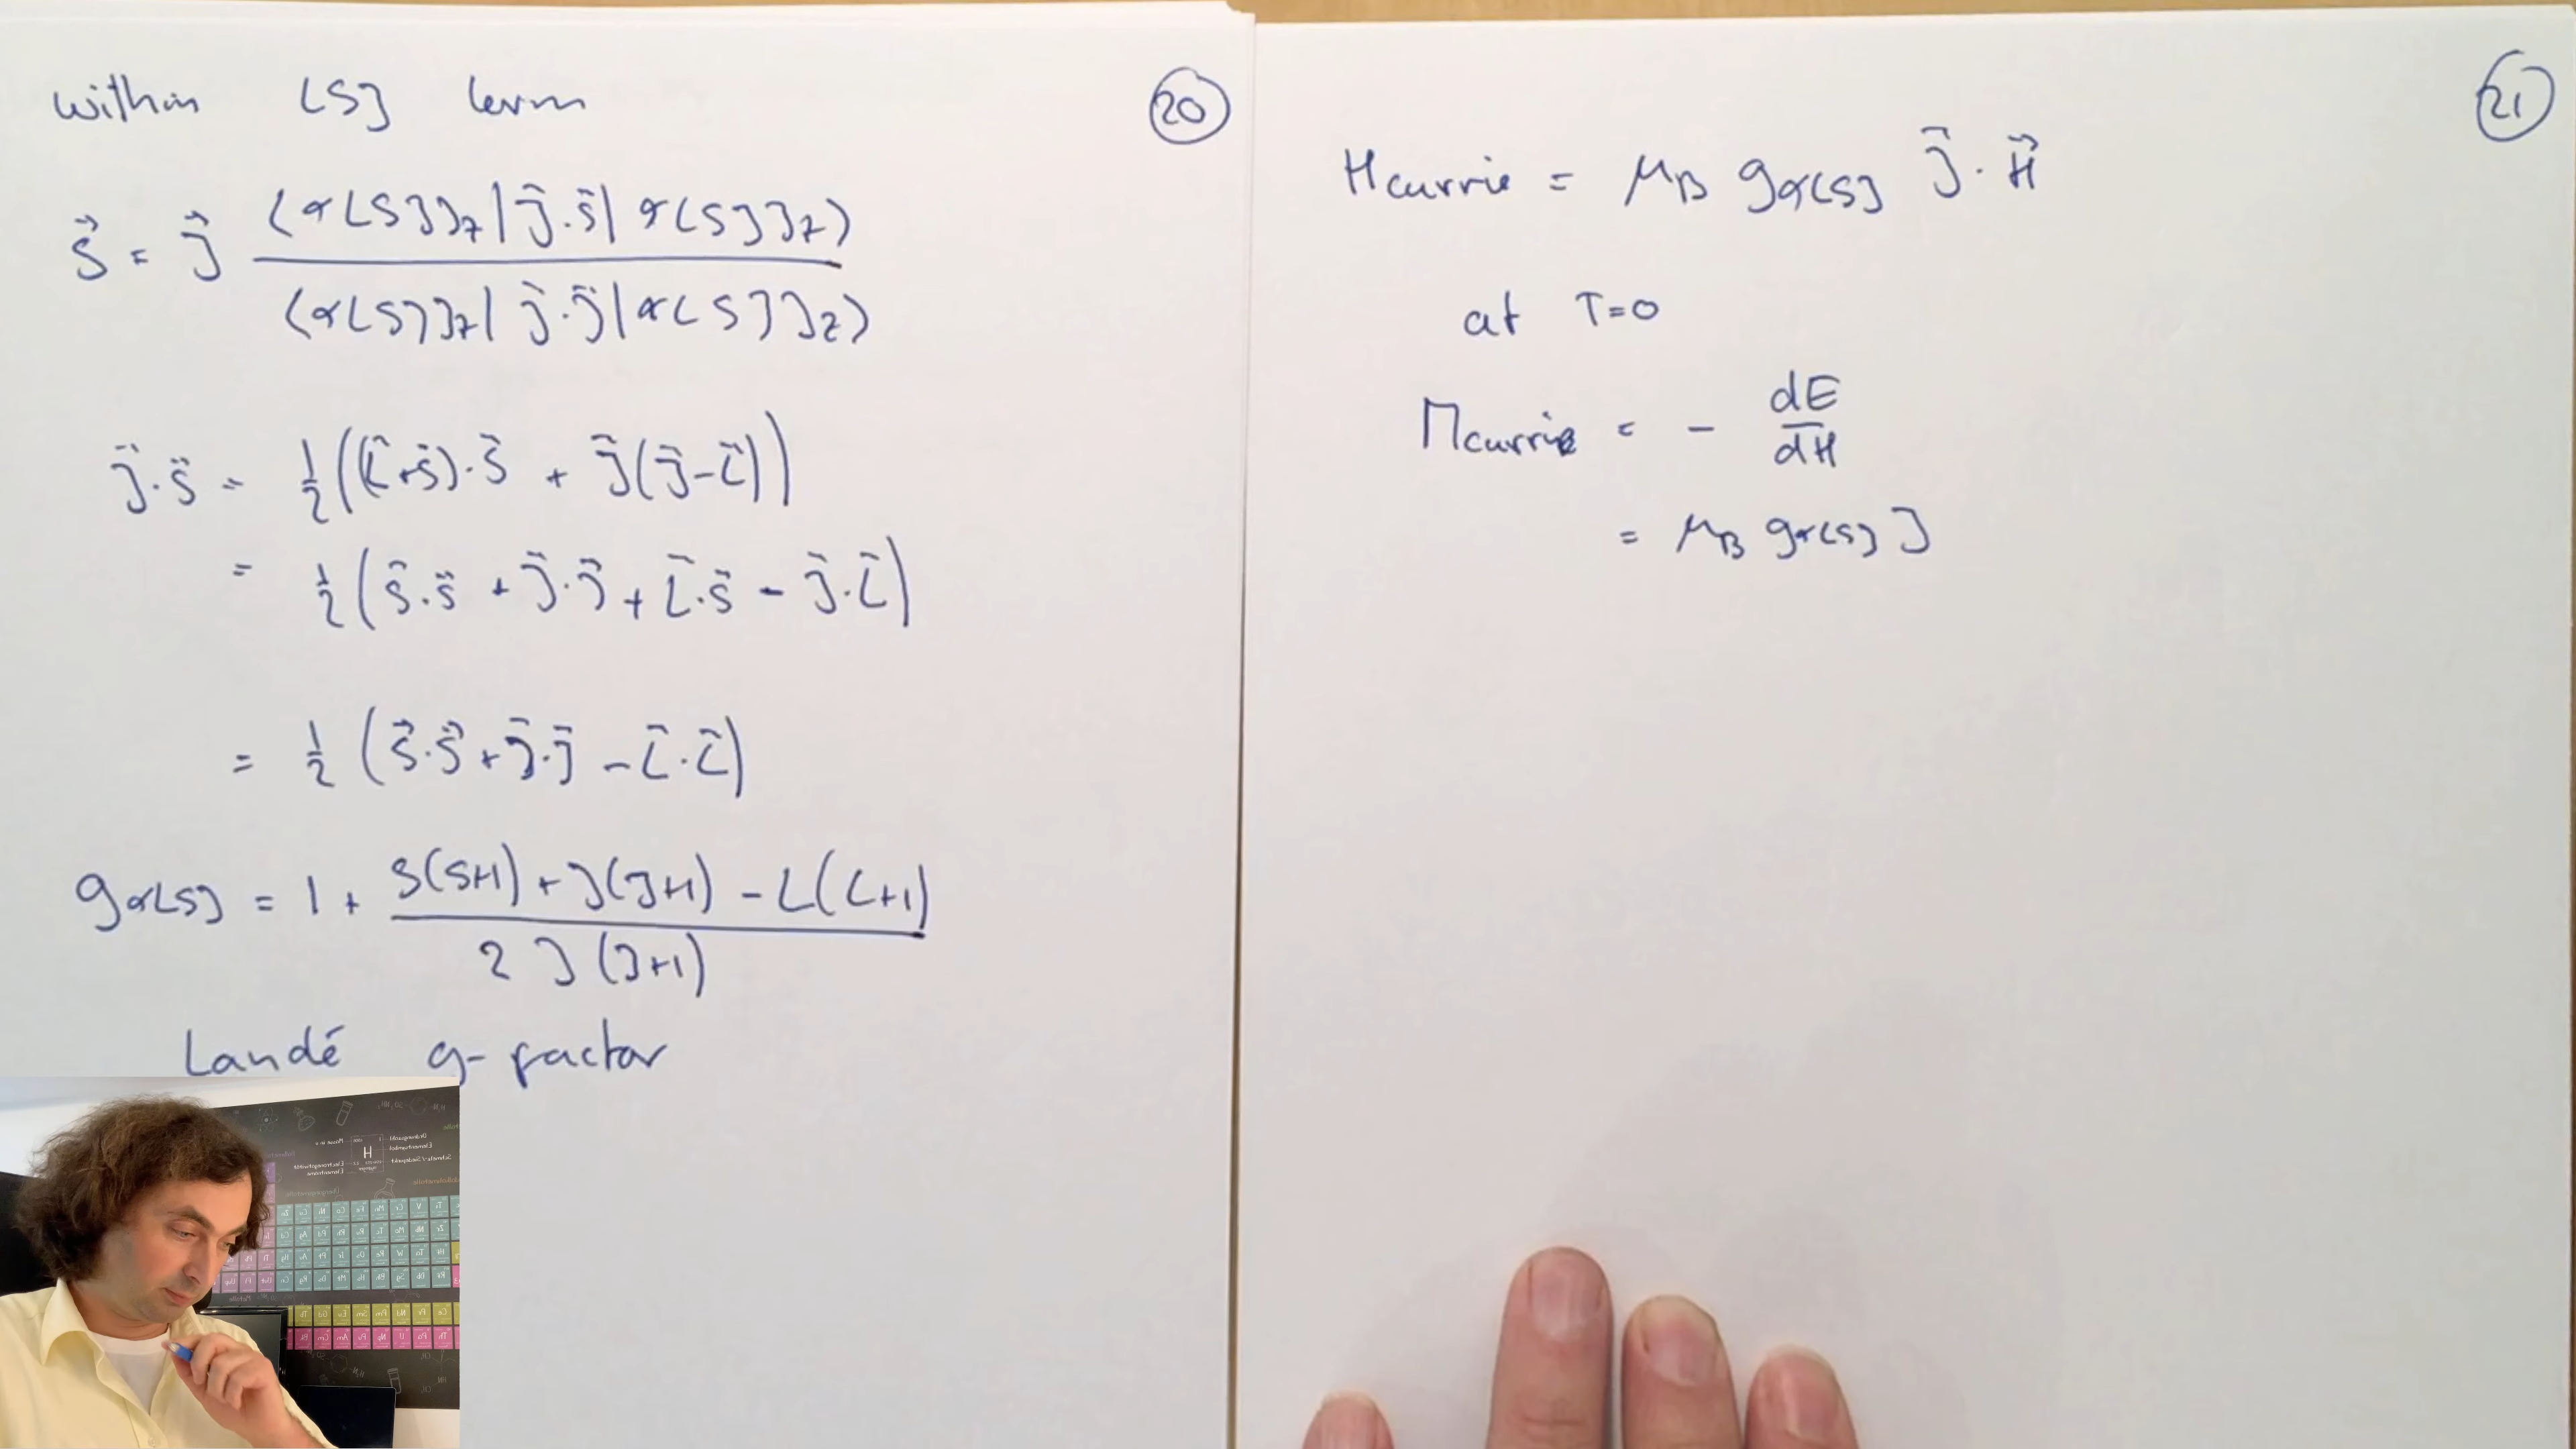 within LSJ term
20
S⃗ = J⃗ ⟨αLSJJz|J⃗·S⃗|αLSJJz⟩ / ⟨αLSJJz|J⃗·J⃗|αLSJJz⟩
J⃗·S⃗ = 1/2((L⃗+S⃗)·S⃗ + J⃗(J⃗-L⃗))
= 1/2(S⃗·S⃗ + J⃗·J⃗ + L⃗·S⃗ - J⃗·L⃗)
= 1/2(S⃗·S⃗ + J⃗·J⃗ - L⃗·L⃗)
gαLSJ = 1 + S(S+1) + J(J+1) - L(L+1) / 2 J(J+1)
Landé g-factor
21
Hcurrie = μB gαLSJ J⃗·H⃗
at T=0
Mcurrie = - dE/dH
= μB gαLSJ J
H